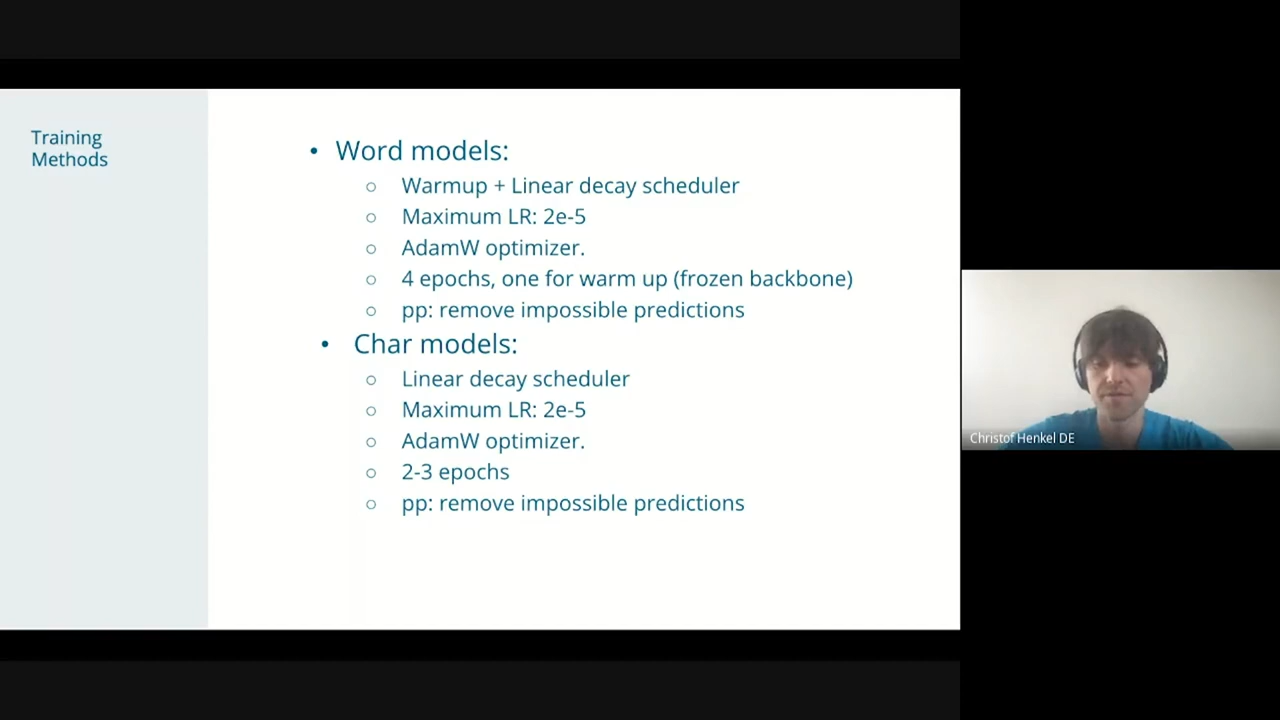 Training
Methods
• Word models:
○ Warmup + Linear decay scheduler
○ Maximum LR: 2e-5
○ AdamW optimizer.
○ 4 epochs, one for warm up (frozen backbone)
○ pp: remove impossible predictions
• Char models:
○ Linear decay scheduler
○ Maximum LR: 2e-5
○ AdamW optimizer.
○ 2-3 epochs
○ pp: remove impossible predictions
Christof Henkel DE